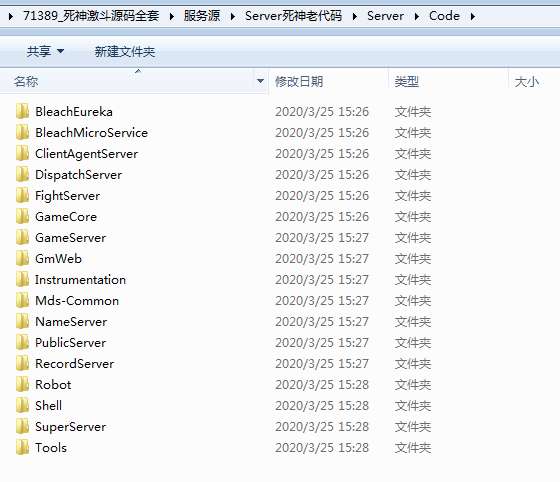 71389_死神激斗源码全套 服务源 Server死神老代码 Server Code
共享 新建文件夹
名称 修改日期 类型 大小
BleachEureka 2020/3/25 15:26 文件夹
BleachMicroService 2020/3/25 15:26 文件夹
ClientAgentServer 2020/3/25 15:26 文件夹
DispatchServer 2020/3/25 15:26 文件夹
FightServer 2020/3/25 15:26 文件夹
GameCore 2020/3/25 15:26 文件夹
GameServer 2020/3/25 15:27 文件夹
GmWeb 2020/3/25 15:27 文件夹
Instrumentation 2020/3/25 15:27 文件夹
Mds-Common 2020/3/25 15:27 文件夹
NameServer 2020/3/25 15:27 文件夹
PublicServer 2020/3/25 15:27 文件夹
RecordServer 2020/3/25 15:27 文件夹
Robot 2020/3/25 15:28 文件夹
Shell 2020/3/25 15:28 文件夹
SuperServer 2020/3/25 15:28 文件夹
Tools 2020/3/25 15:28 文件夹